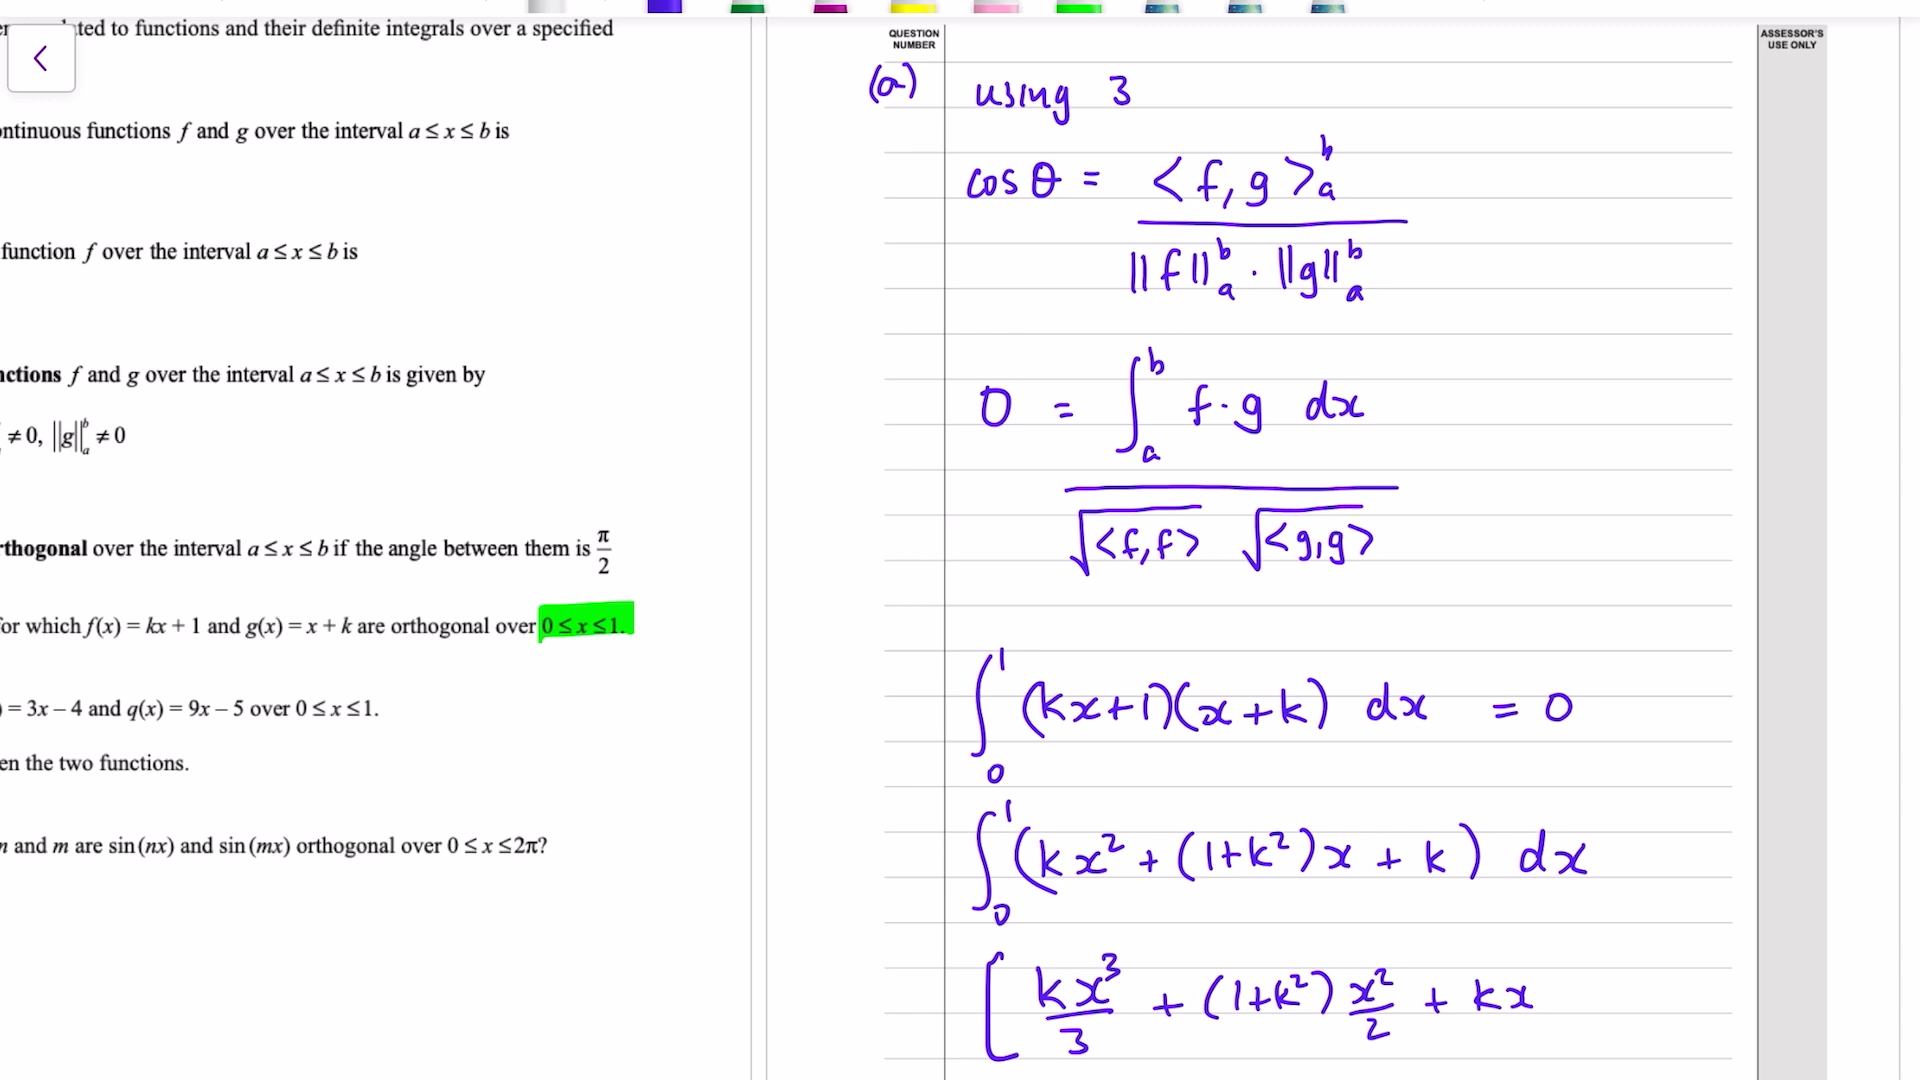 ted to functions and their definite integrals over a specified
ntinuous functions f and g over the interval a ≤ x ≤ b is
function f over the interval a ≤ x ≤ b is
nctions f and g over the interval a ≤ x ≤ b is given by
≠ 0, ||g||ᵇₐ ≠ 0
rthogonal over the interval a ≤ x ≤ b if the angle between them is π/2
or which f(x) = kx + 1 and g(x) = x + k are orthogonal over 0 ≤ x ≤ 1.
) = 3x – 4 and q(x) = 9x – 5 over 0 ≤ x ≤ 1.
en the two functions.
n and m are sin (nx) and sin (mx) orthogonal over 0 ≤ x ≤ 2π?
QUESTION
NUMBER
ASSESSOR'S
USE ONLY
(a) using 3
cos θ = <f, g>ᵇₐ / ||f||ᵇₐ . ||g||ᵇₐ
0 = ∫ᵇₐ f·g dx / √<f,f> √<g,g>
∫¹₀ (kx+1)(x+k) dx = 0
∫¹₀ (kx² + (1+k²)x + k) dx
[ kx³/3 + (1+k²) x²/2 + kx